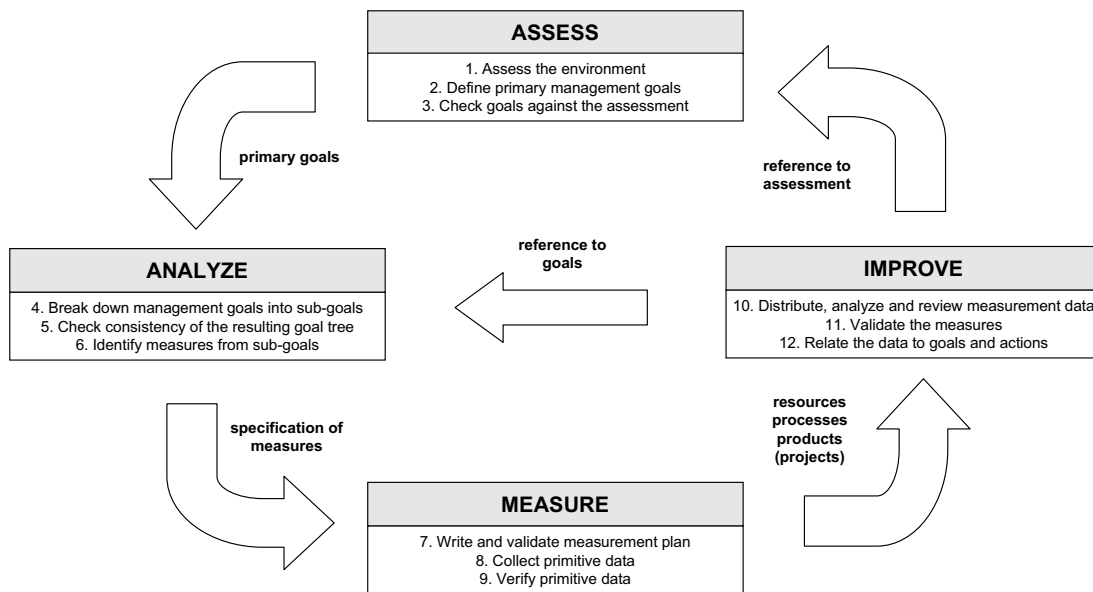 ASSESS
1. Assess the environment
2. Define primary management goals
3. Check goals against the assessment
primary goals
reference to
assessment
reference to
goals
ANALYZE
4. Break down management goals into sub-goals
5. Check consistency of the resulting goal tree
6. Identify measures from sub-goals
IMPROVE
10. Distribute, analyze and review measurement data
11. Validate the measures
12. Relate the data to goals and actions
specification of
measures
resources
processes
products
(projects)
MEASURE
7. Write and validate measurement plan
8. Collect primitive data
9. Verify primitive data